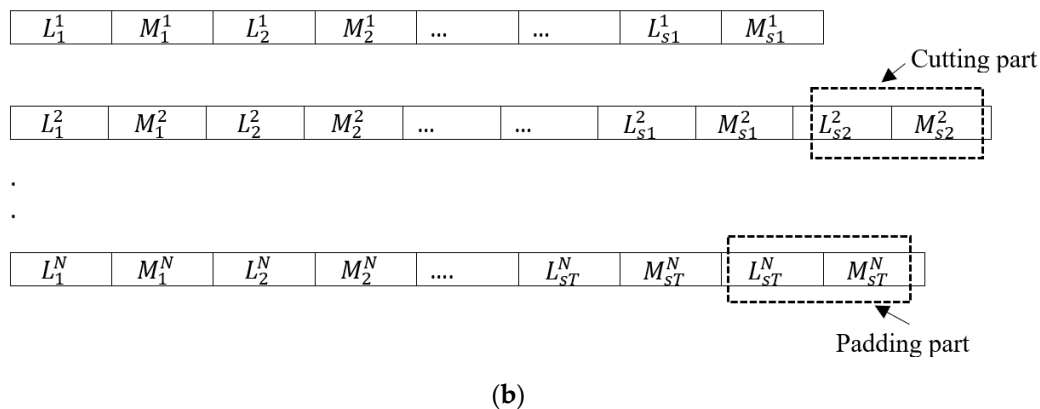 L_1^1 M_1^1 L_2^1 M_2^1 ... ... L_{s1}^1 M_{s1}^1
Cutting part
L_1^2 M_1^2 L_2^2 M_2^2 ... ... L_{s1}^2 M_{s1}^2 L_{s2}^2 M_{s2}^2
.
.
L_1^N M_1^N L_2^N M_2^N .... L_{sT}^N M_{sT}^N L_{sT}^N M_{sT}^N
Padding part
(b)